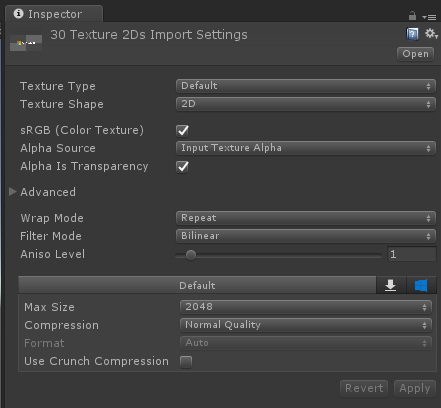 Inspector
30 Texture 2Ds Import Settings
Open
Texture Type Default
Texture Shape 2D
sRGB (Color Texture)
Alpha Source Input Texture Alpha
Alpha Is Transparency
Advanced
Wrap Mode Repeat
Filter Mode Bilinear
Aniso Level 1
Default
Max Size 2048
Compression Normal Quality
Format Auto
Use Crunch Compression
Revert Apply